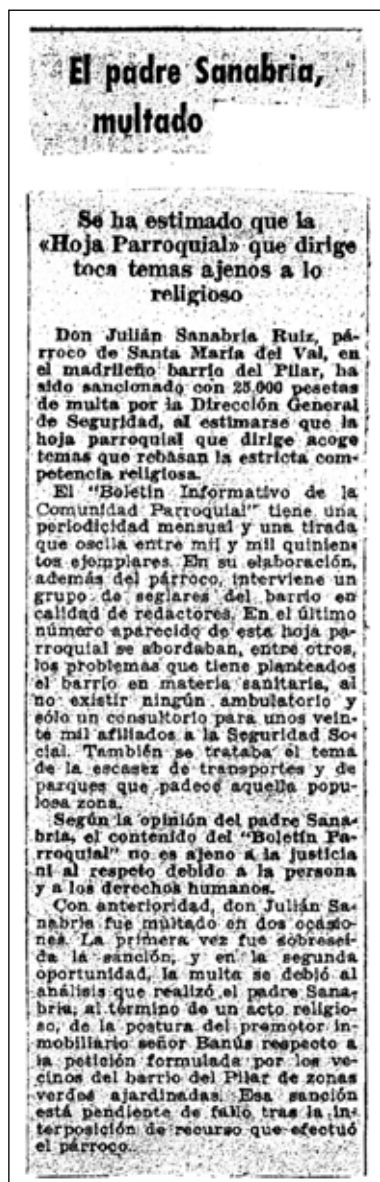 El padre Sanabria,
multado
Se ha estimado que la
«Hoja Parroquial» que dirige
toca temas ajenos a lo
religioso
Don Julián Sanabria Ruiz, pá-
rroco de Santa María del Val, en
el madrileño barrio del Pilar, ha
sido sancionado con 25.000 pesetas
de multa por la Dirección General
de Seguridad, al estimarse que la
hoja parroquial que dirige acoge
temas que rebasan la estricta com-
petencia religiosa.
El "Boletín Informativo de la
Comunidad Parroquial" tiene una
periodicidad mensual y una tirada
que oscila entre mil y mil quinien-
tos ejemplares. En su elaboración,
además del párroco, interviene un
grupo de seglares del barrio en
calidad de redactores. En el último
número aparecido de esta hoja pa-
rroquial se abordaban, entre otros,
los problemas que tiene planteados
el barrio en materia sanitaria, al
no existir ningún ambulatorio y
sólo un consultorio para unos vein-
te mil afiliados a la Seguridad So-
cial. También se trataba el tema
de la escasez de transportes y de
parques que padece aquella popu-
losa zona.
Según la opinión del padre Sana-
bria, el contenido del "Boletín Pa-
rroquial" no es ajeno a la justicia
ni al respeto debido a la persona
y a los derechos humanos.
Con anterioridad, don Julián Sa-
nabria fue multado en dos ocasio-
nes. La primera vez fue sobreseí-
da la sanción, y en la segunda
oportunidad, la multa se debió al
análisis que realizó el padre Sana-
bria, al término de un acto religio-
so, de la postura del promotor in-
mobiliario señor Banús respecto a
la petición formulada por los ve-
cinos del barrio del Pilar de zonas
verdes ajardinadas. Esa sanción
está pendiente de fallo tras la in-
terposición de recurso que efectuó
el párroco.